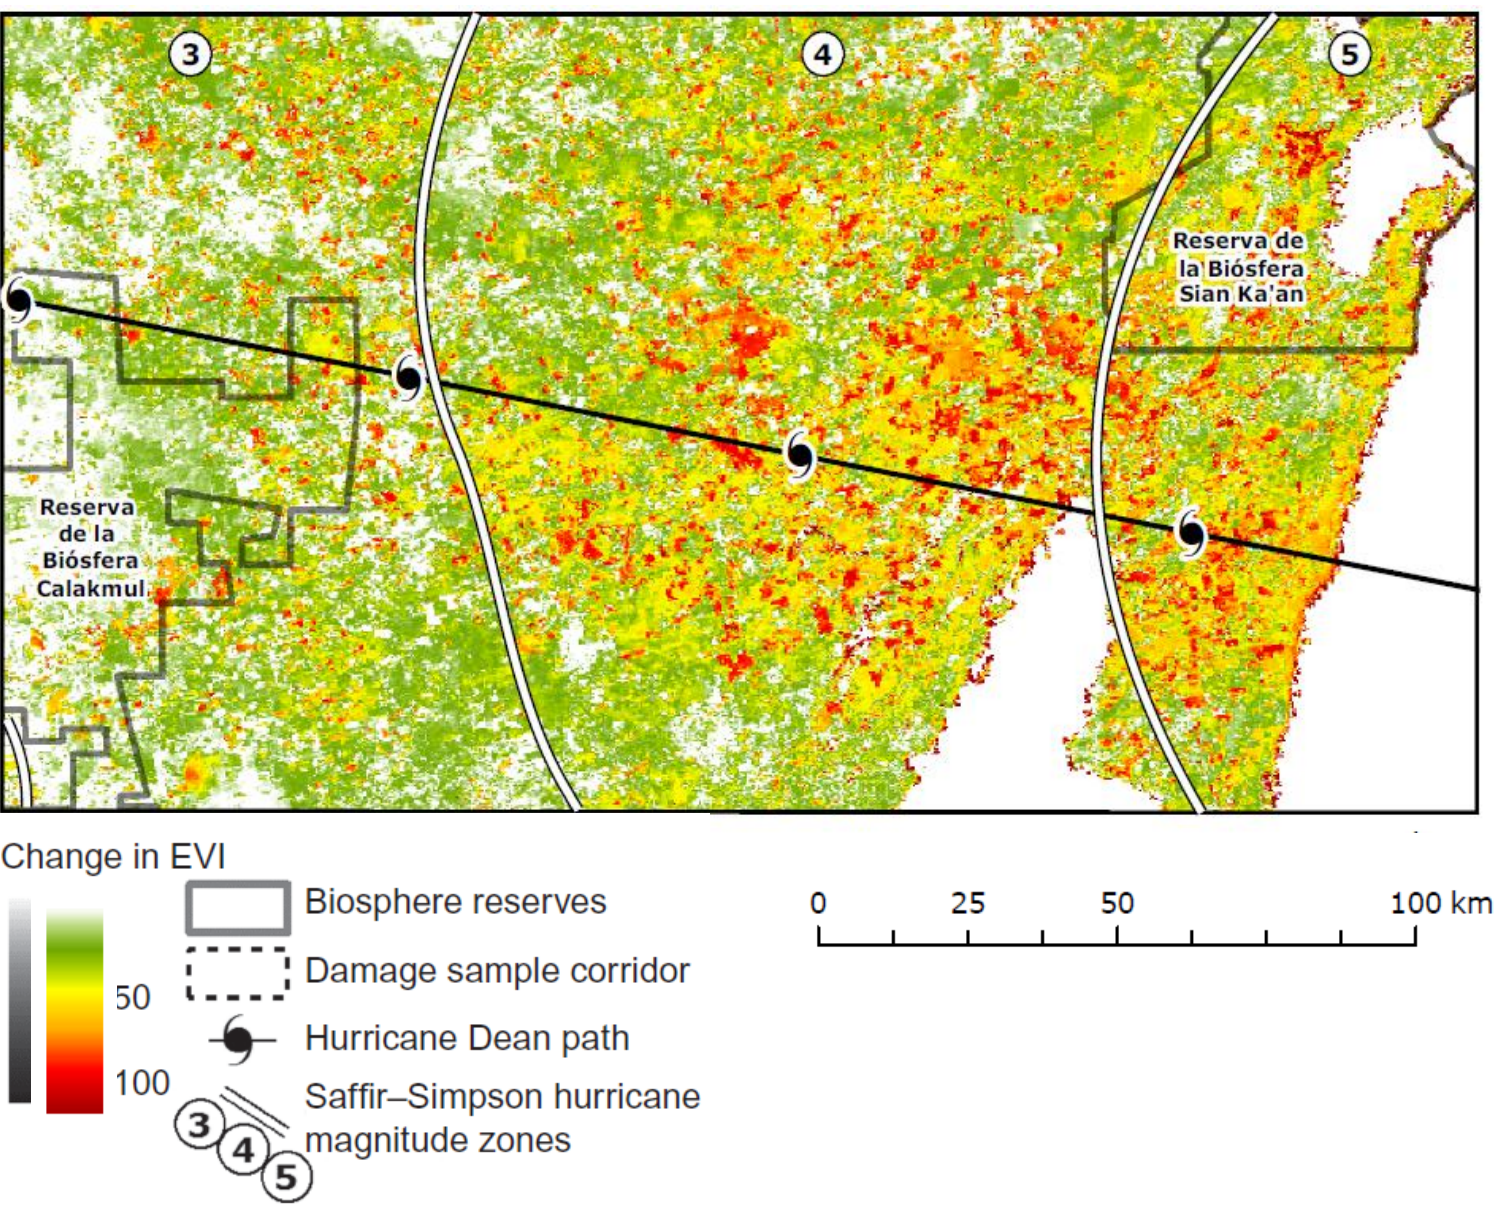 3
4
5
Reserva de
la Biósfera
Sian Ka'an
Reserva
de la
Biósfera
Calakmul
Change in EVI
50
100
Biosphere reserves
Damage sample corridor
Hurricane Dean path
Saffir–Simpson hurricane
magnitude zones
3
4
5
0 25 50 100 km